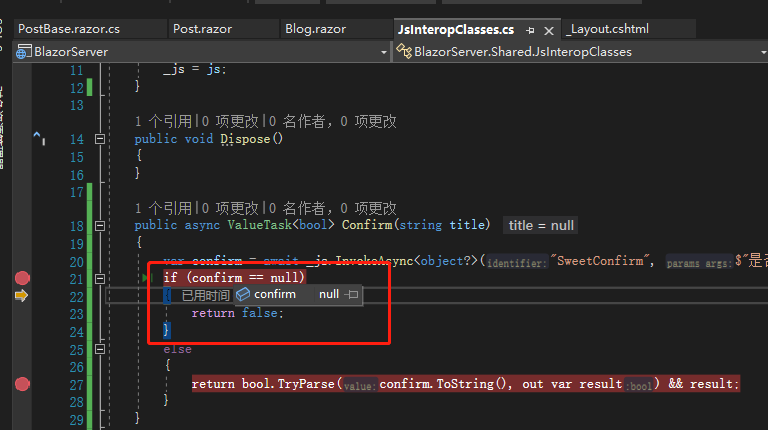 PostBase.razor.cs Post.razor Blog.razor JsInteropClasses.cs _Layout.cshtml
BlazorServer BlazorServer.Shared.JsInteropClasses
11 _js = js;
12 }
13
1 个引用|0 项更改|0 名作者，0 项更改
14 public void Dispose()
15 {
16 }
17
1 个引用|0 项更改|0 名作者，0 项更改
18 public async ValueTask<bool> Confirm(string title) title = null
19 {
20 var confirm = await _js.InvokeAsync<object?>(identifier:"SweetConfirm", params args:$"是否
21 if (confirm == null)
22 { 已用时间 confirm null
23 return false;
24 }
25 else
26 {
27 return bool.TryParse(value:confirm.ToString(), out var result:bool) && result;
28 }
29 }